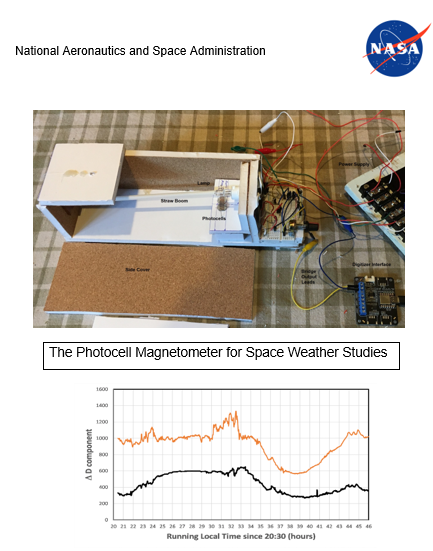 National Aeronautics and Space Administration
NASA
Power Supply
Lamp
Straw Boom
Photocells
Side Cover
Bridge
Output
Leads
Digitizer Interface
The Photocell Magnetometer for Space Weather Studies
1600
1400
1200
1000
800
600
400
200
0
Δ D component
20 21 22 23 24 25 26 27 28 29 30 31 32 33 34 35 36 37 38 39 40 41 42 43 44 45 46
Running Local Time since 20:30 (hours)